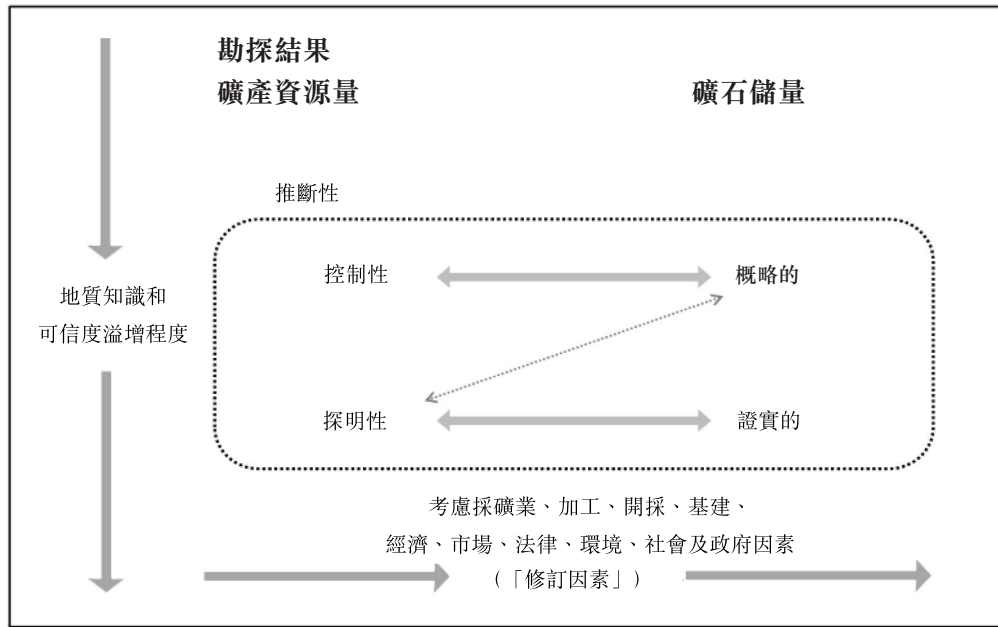 勘探結果
礦產資源量
礦石儲量
推斷性
控制性
概略的
地質知識和
可信度溢增程度
探明性
證實的
考慮採礦業、加工、開採、基建、
經濟、市場、法律、環境、社會及政府因素
（「修訂因素」）